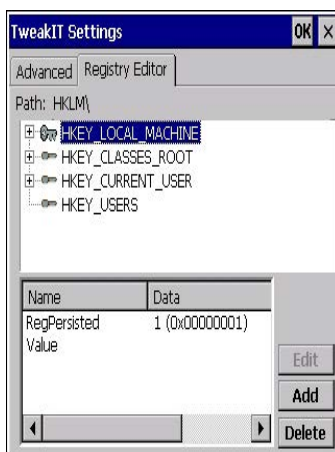 TweakIT Settings
OK ×
Advanced Registry Editor
Path: HKLM\
HKEY_LOCAL_MACHINE
HKEY_CLASSES_ROOT
HKEY_CURRENT_USER
HKEY_USERS
Name Data
RegPersisted 1 (0x00000001)
Value
Edit
Add
Delete